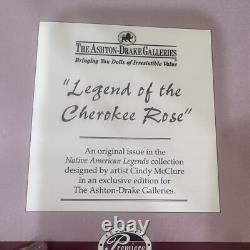 THE ASHTON-DRAKE GALLERIES
Bringing You Dolls of Irresistible Value
"Legend of the
Cherokee Rose"
An original issue in the
Native American Legends collection
designed by artist Cindy McClure
in an exclusive edition for
The Ashton-Drake Galleries.
Premiere